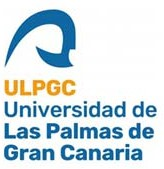 ULPGC
Universidad de
Las Palmas de
Gran Canaria